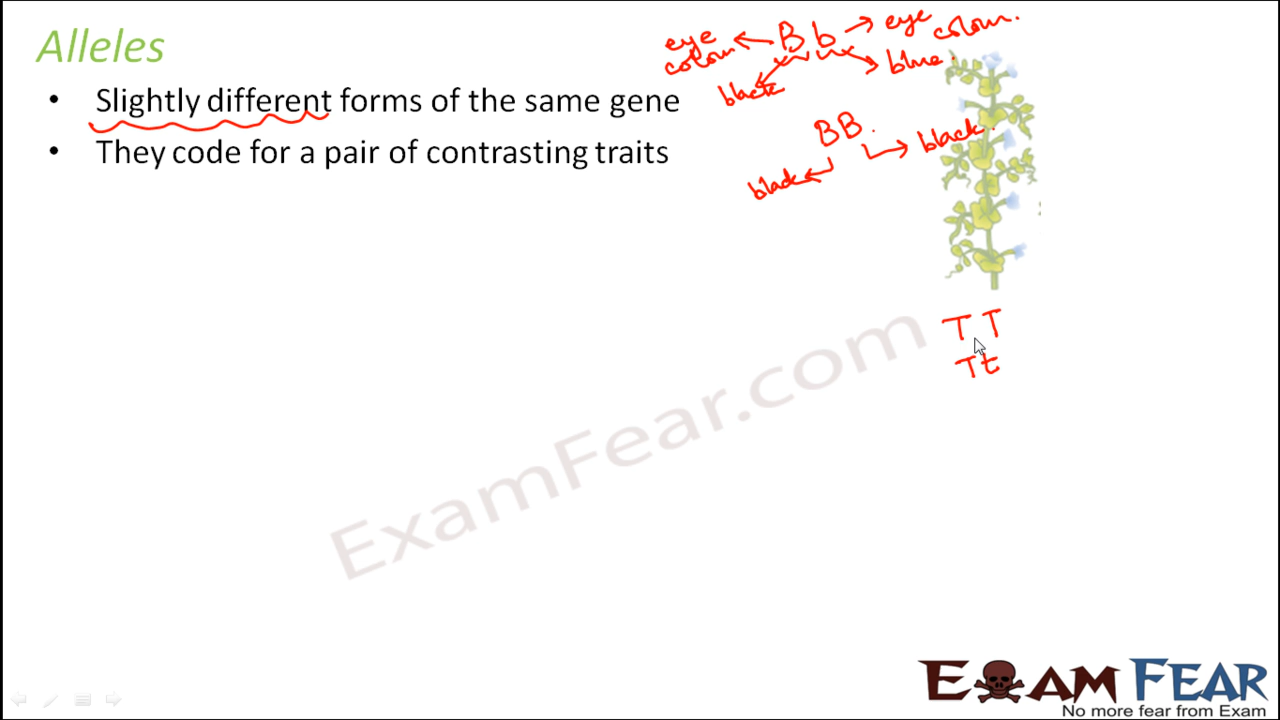 Alleles
• Slightly different forms of the same gene
• They code for a pair of contrasting traits
eye colour ← B b → eye colour.
black
blue.
BB.
black
black.
T T
Tt
ExamFear.com
EXAM FEAR
No more fear from Exam